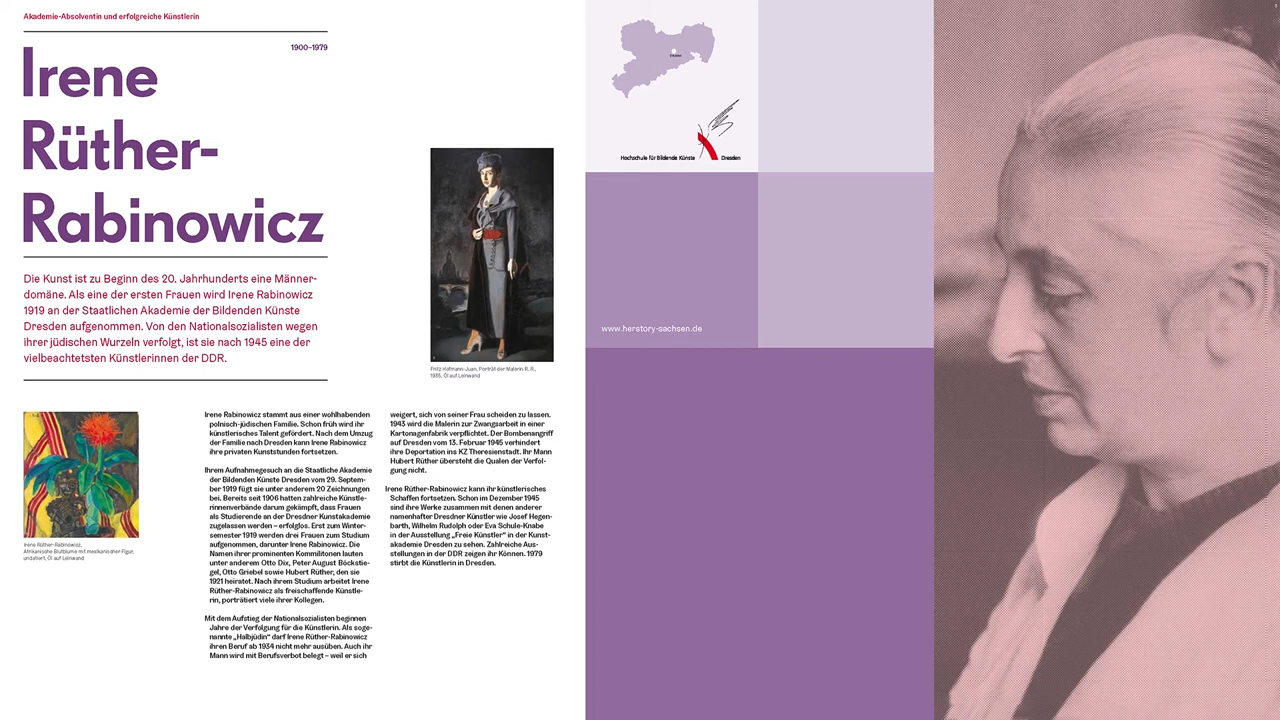 Akademie-Absolventin und erfolgreiche Künstlerin
1900–1979
Irene
Rüther-
Rabinowicz
Die Kunst ist zu Beginn des 20. Jahrhunderts eine Männer-
domäne. Als eine der ersten Frauen wird Irene Rabinowicz
1919 an der Staatlichen Akademie der Bildenden Künste
Dresden aufgenommen. Von den Nationalsozialisten wegen
ihrer jüdischen Wurzeln verfolgt, ist sie nach 1945 eine der
vielbeachtetsten Künstlerinnen der DDR.
Fritz Hofmann-Juan, Porträt der Malerin R. R.,
1935, Öl auf Leinwand
Irene Rüther-Rabinowicz,
Afrikanische Blutblume mit mexikanischer Figur,
undatiert, Öl auf Leinwand
Irene Rabinowicz stammt aus einer wohlhabenden
polnisch-jüdischen Familie. Schon früh wird ihr
künstlerisches Talent gefördert. Nach dem Umzug
der Familie nach Dresden kann Irene Rabinowicz
ihre privaten Kunststunden fortsetzen.
Ihrem Aufnahmegesuch an die Staatliche Akademie
der Bildenden Künste Dresden vom 29. Septem-
ber 1919 fügt sie unter anderem 20 Zeichnungen
bei. Bereits seit 1906 hatten zahlreiche Künstle-
rinnenverbände darum gekämpft, dass Frauen
als Studierende an der Dresdner Kunstakademie
zugelassen werden – erfolglos. Erst zum Winter-
semester 1919 werden drei Frauen zum Studium
aufgenommen, darunter Irene Rabinowicz. Die
Namen ihrer prominenten Kommilitonen lauten
unter anderem Otto Dix, Peter August Böckstie-
gel, Otto Griebel sowie Hubert Rüther, den sie
1921 heiratet. Nach ihrem Studium arbeitet Irene
Rüther-Rabinowicz als freischaffende Künstle-
rin, porträtiert viele ihrer Kollegen.
Mit dem Aufstieg der Nationalsozialisten beginnen
Jahre der Verfolgung für die Künstlerin. Als soge-
nannte „Halbjüdin“ darf Irene Rüther-Rabinowicz
ihren Beruf ab 1934 nicht mehr ausüben. Auch ihr
Mann wird mit Berufsverbot belegt – weil er sich
weigert, sich von seiner Frau scheiden zu lassen.
1943 wird die Malerin zur Zwangsarbeit in einer
Kartonagenfabrik verpflichtet. Der Bombenangriff
auf Dresden vom 13. Februar 1945 verhindert
ihre Deportation ins KZ Theresienstadt. Ihr Mann
Hubert Rüther übersteht die Qualen der Verfol-
gung nicht.
Irene Rüther-Rabinowicz kann ihr künstlerisches
Schaffen fortsetzen. Schon im Dezember 1945
sind ihre Werke zusammen mit denen anderer
namenhafter Dresdner Künstler wie Josef Hegen-
barth, Wilhelm Rudolph oder Eva Schule-Knabe
in der Ausstellung „Freie Künstler“ in der Kunst-
akademie Dresden zu sehen. Zahlreiche Aus-
stellungen in der DDR zeigen ihr Können. 1979
stirbt die Künstlerin in Dresden.
Hochschule für Bildende Künste Dresden
www.herstory-sachsen.de